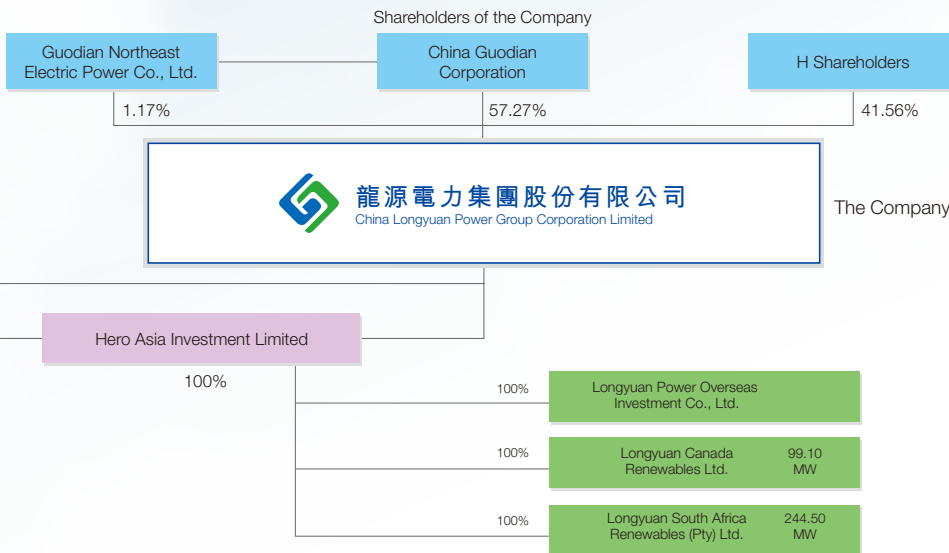 Shareholders of the Company
Guodian Northeast
Electric Power Co., Ltd.
China Guodian
Corporation
H Shareholders
1.17%
57.27%
41.56%
龍源電力集團股份有限公司
China Longyuan Power Group Corporation Limited
The Company
Hero Asia Investment Limited
100%
100%
Longyuan Power Overseas
Investment Co., Ltd.
100%
Longyuan Canada
Renewables Ltd.
99.10
MW
100%
Longyuan South Africa
Renewables (Pty) Ltd.
244.50
MW